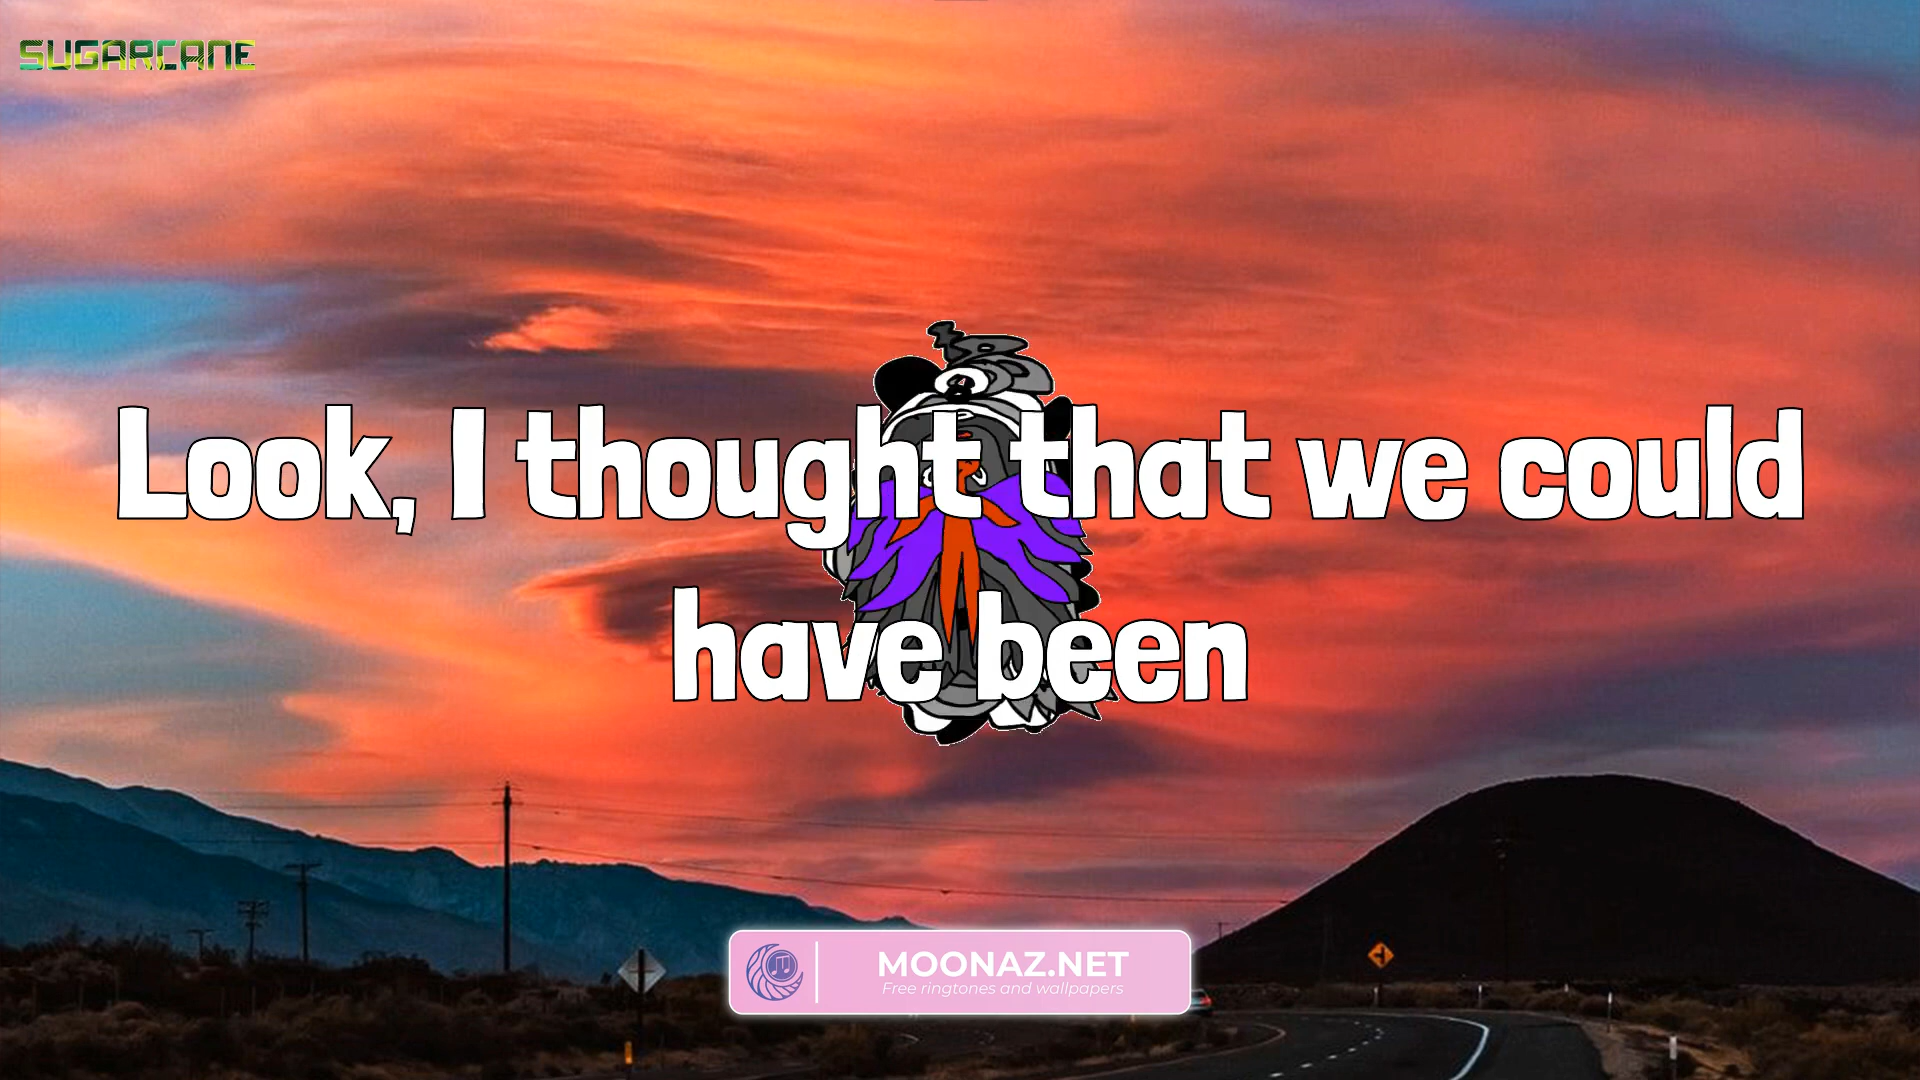 SUGARCANE
Look, I thought that we could
have been
MOONAZ.NET
Free ringtones and wallpapers